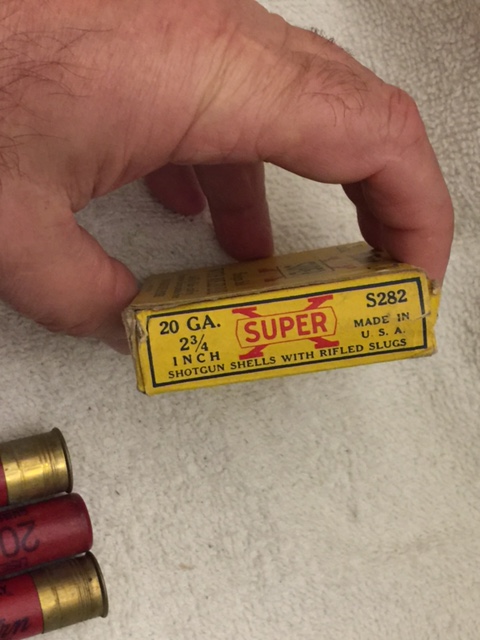 20 GA.
2¾
INCH
SUPER
S282
MADE IN
U. S. A.
SHOTGUN SHELLS WITH RIFLED SLUGS
20